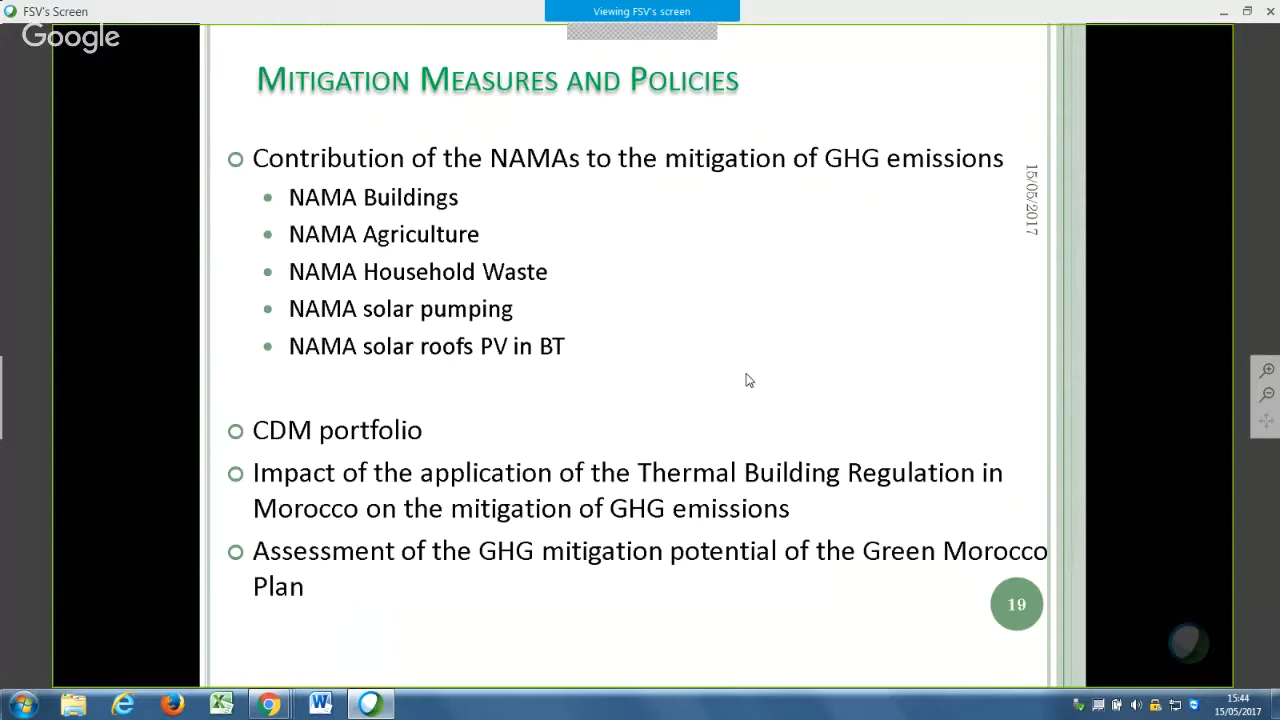 FSV's Screen
Viewing FSV's screen
Google
MITIGATION MEASURES AND POLICIES
Contribution of the NAMAs to the mitigation of GHG emissions
NAMA Buildings
NAMA Agriculture
NAMA Household Waste
NAMA solar pumping
NAMA solar roofs PV in BT
15/05/2017
CDM portfolio
Impact of the application of the Thermal Building Regulation in
Morocco on the mitigation of GHG emissions
Assessment of the GHG mitigation potential of the Green Morocco
Plan
19
15:44
15/05/2017